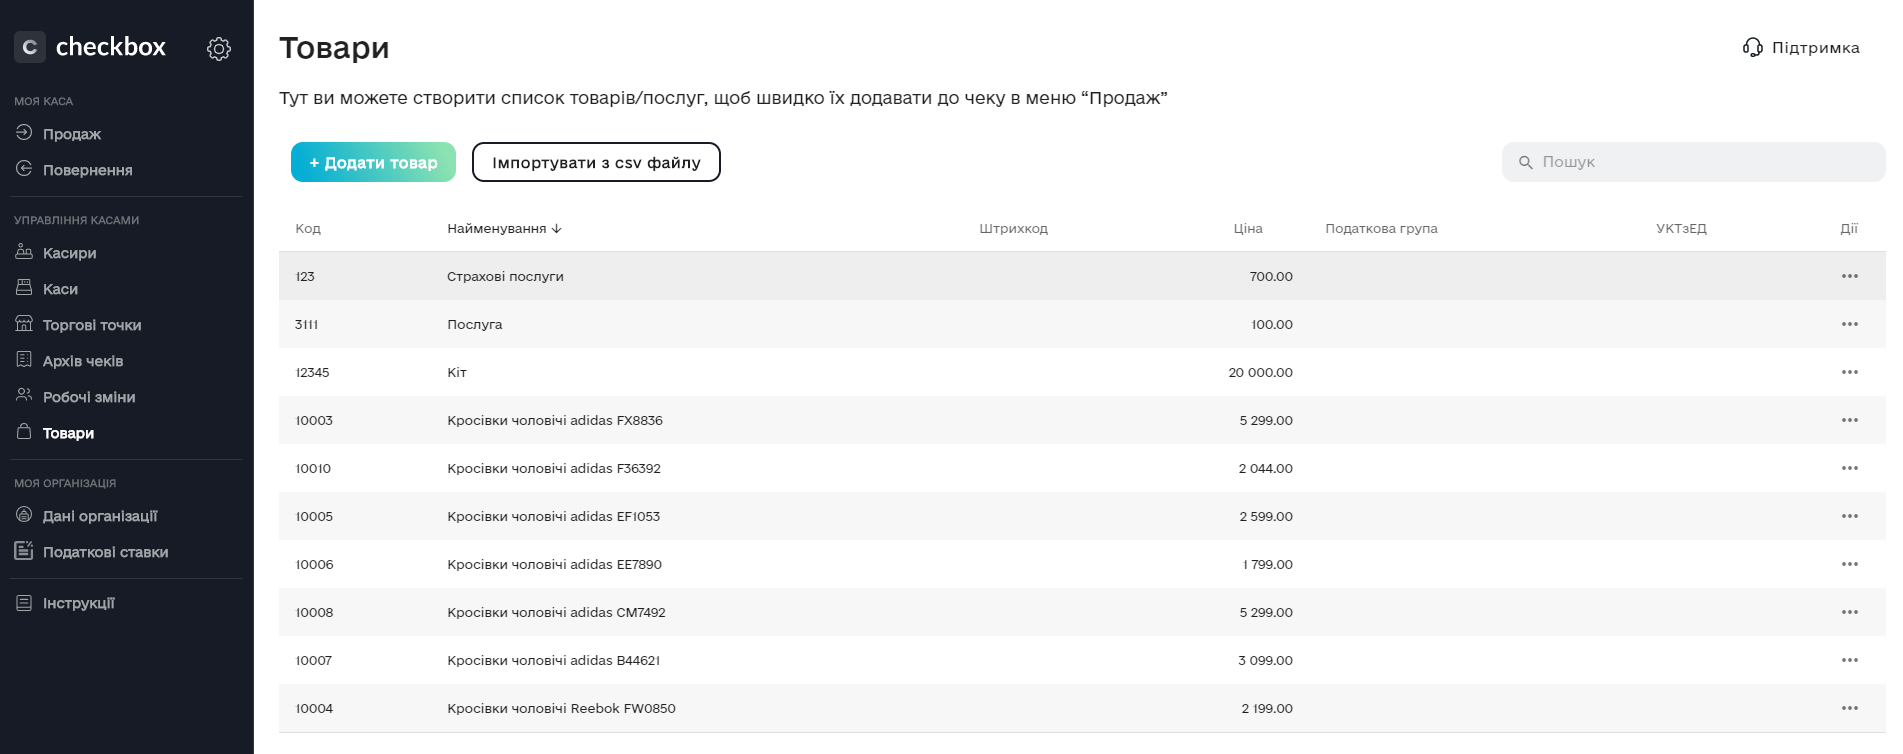 C checkbox
МОЯ КАСА
Продаж
Повернення
УПРАВЛІННЯ КАСАМИ
Касири
Каси
Торгові точки
Архів чеків
Робочі зміни
Товари
МОЯ ОРГАНІЗАЦІЯ
Дані організації
Податкові ставки
Інструкції
Товари
Підтримка
Тут ви можете створити список товарів/послуг, щоб швидко їх додавати до чеку в меню “Продаж”
+ Додати товар Імпортувати з csv файлу Пошук
Код Найменування ↓ Штрихкод Ціна Податкова група УКТзЕД Дії
123 Страхові послуги 700.00
3111 Послуга 100.00
12345 Кіт 20 000.00
10003 Кросівки чоловічі adidas FX8836 5 299.00
10010 Кросівки чоловічі adidas F36392 2 044.00
10005 Кросівки чоловічі adidas EF1053 2 599.00
10006 Кросівки чоловічі adidas EE7890 1 799.00
10008 Кросівки чоловічі adidas CM7492 5 299.00
10007 Кросівки чоловічі adidas B44621 3 099.00
10004 Кросівки чоловічі Reebok FW0850 2 199.00